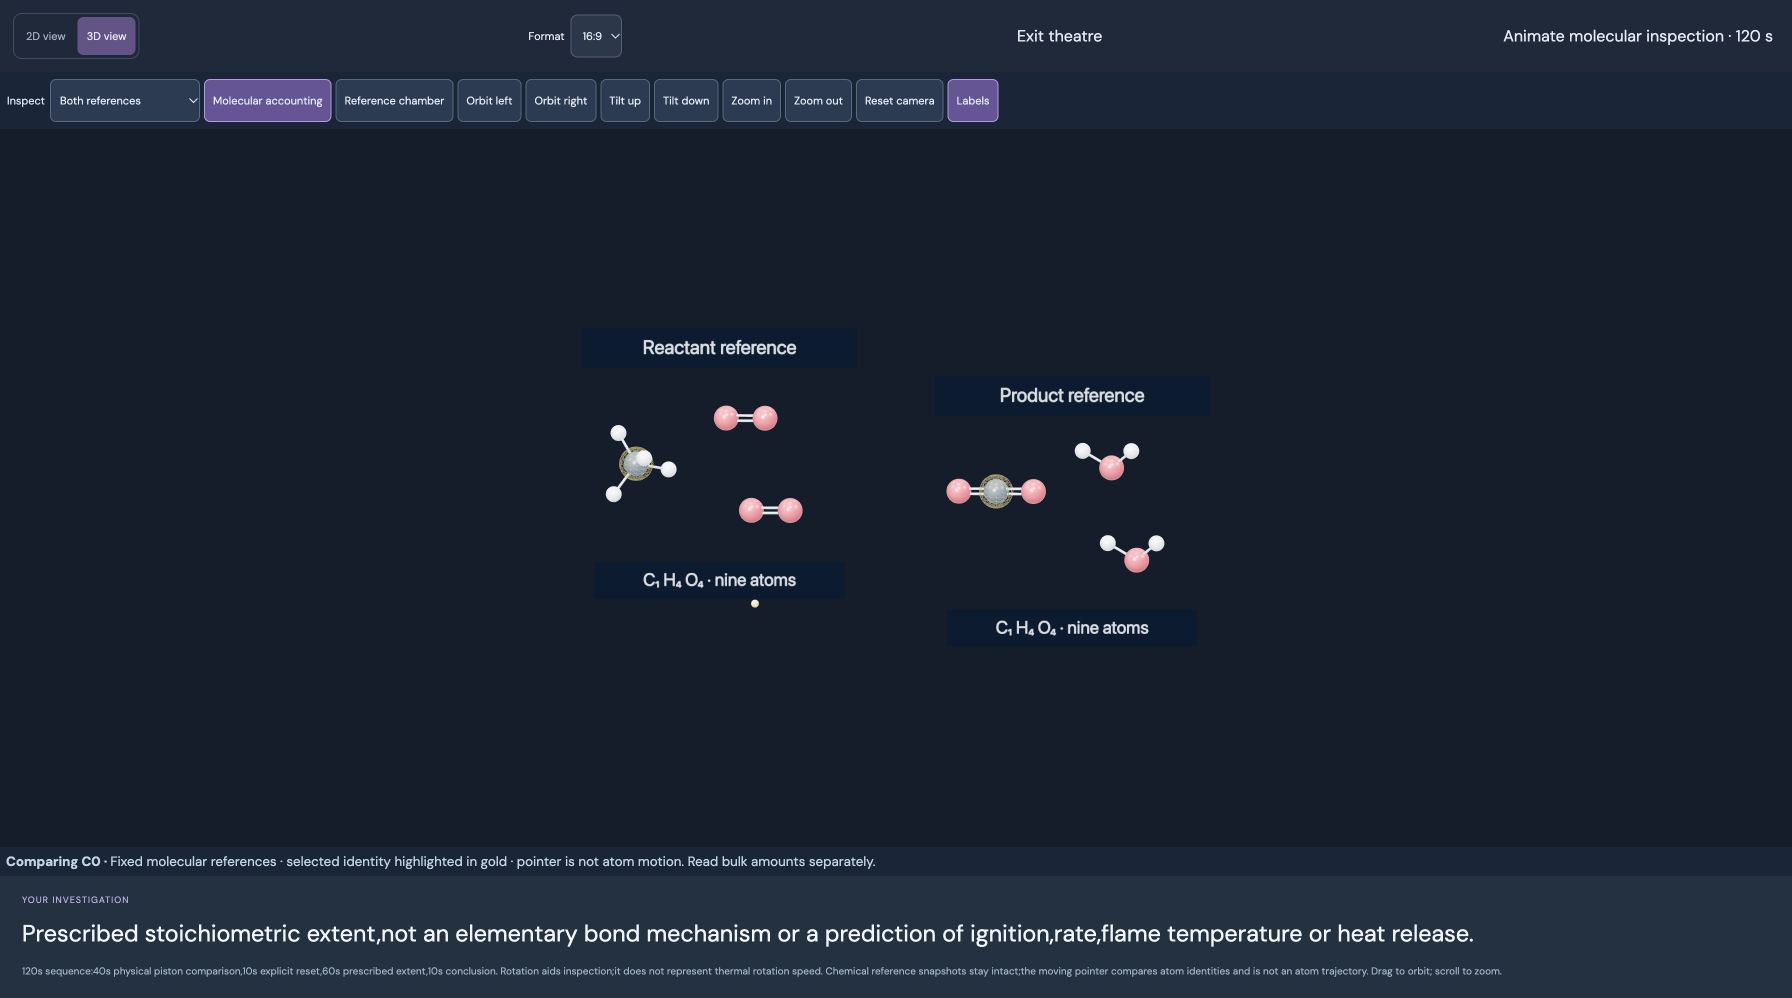 2D view 3D view Format 16:9 Exit theatre Animate molecular inspection · 120 s
Inspect Both references Molecular accounting Reference chamber Orbit left Orbit right Tilt up Tilt down Zoom in Zoom out Reset camera Labels
Reactant reference
Product reference
C₁ H₄ O₄ · nine atoms
C₁ H₄ O₄ · nine atoms
Comparing C0 · Fixed molecular references · selected identity highlighted in gold · pointer is not atom motion. Read bulk amounts separately.
YOUR INVESTIGATION
Prescribed stoichiometric extent,not an elementary bond mechanism or a prediction of ignition,rate,flame temperature or heat release.
120s sequence:40s physical piston comparison,10s explicit reset,60s prescribed extent,10s conclusion. Rotation aids inspection;it does not represent thermal rotation speed. Chemical reference snapshots stay intact;the moving pointer compares atom identities and is not an atom trajectory. Drag to orbit; scroll to zoom.